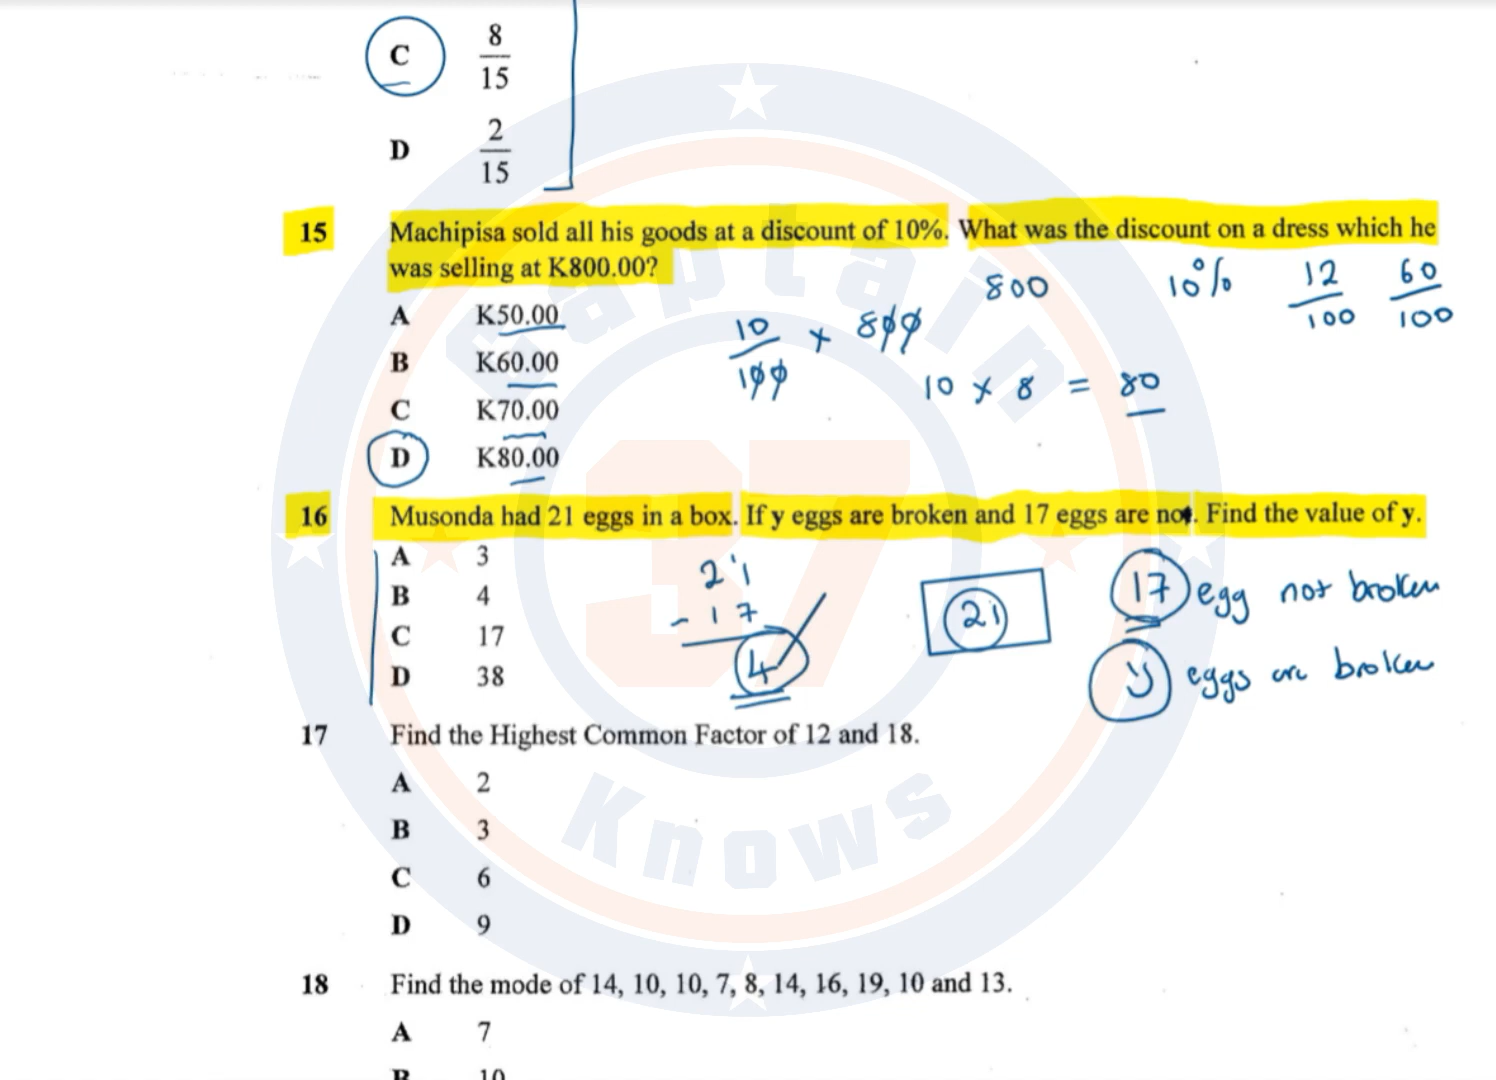 C 8/15
D 2/15
15 Machipisa sold all his goods at a discount of 10%. What was the discount on a dress which he
was selling at K800.00?
800 10% 12/100 60/100
A K50.00
10/100 × 800
B K60.00
10 × 8 = 80
C K70.00
D K80.00
16 Musonda had 21 eggs in a box. If y eggs are broken and 17 eggs are not. Find the value of y.
A 3
B 4
C 17
D 38
21
- 17
4
21
17 egg not broken
y eggs are broken
17 Find the Highest Common Factor of 12 and 18.
A 2
B 3
C 6
D 9
18 Find the mode of 14, 10, 10, 7, 8, 14, 16, 19, 10 and 13.
A 7
B 10
Captain
37
Knows